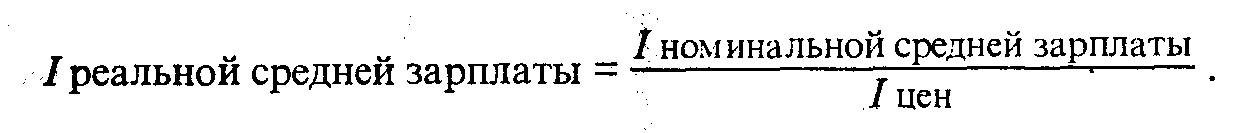 I реальной средней зарплаты = I номинальной средней зарплаты
I цен .